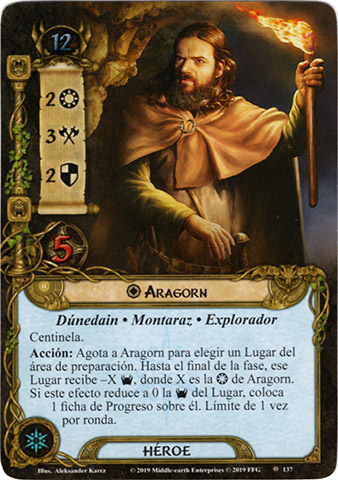 12
2
3
2
5
Aragorn
Dúnedain • Montaraz • Explorador
Centinela.
Acción: Agota a Aragorn para elegir un Lugar del
área de preparación. Hasta el final de la fase, ese
Lugar recibe –X , donde X es la de Aragorn.
Si este efecto reduce a 0 la del Lugar, coloca
1 ficha de Progreso sobre él. Límite de 1 vez
por ronda.
HÉROE
Illus. Aleksander Karcz © 2019 Middle-earth Enterprises © 2019 FFG 137